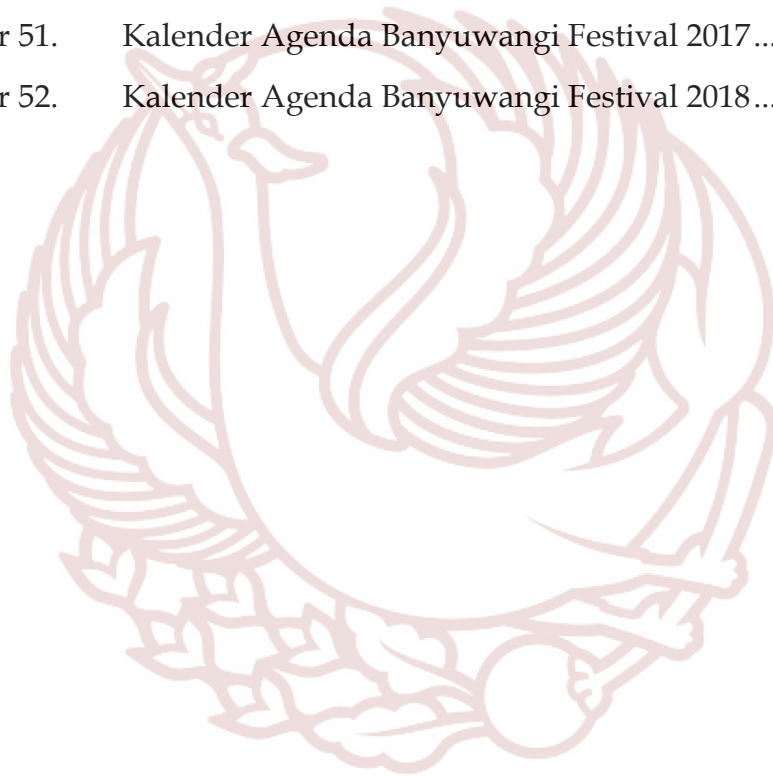 r 51. Kalender Agenda Banyuwangi Festival 2017...
r 52. Kalender Agenda Banyuwangi Festival 2018...